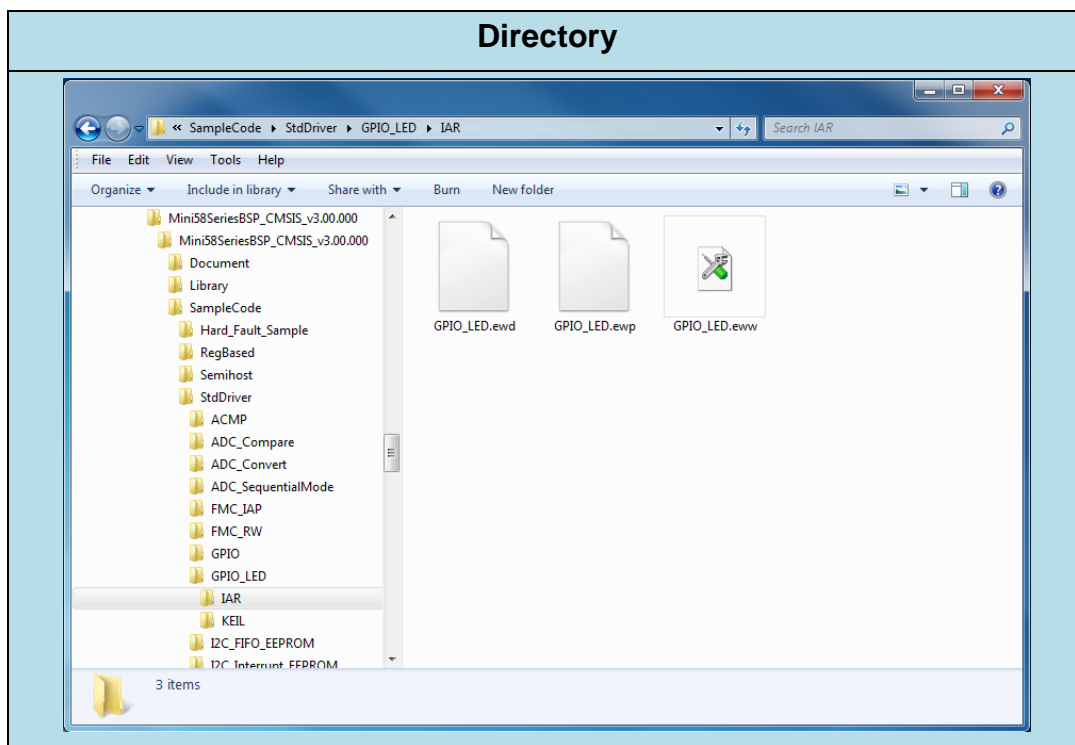 Directory
« SampleCode ▸ StdDriver ▸ GPIO_LED ▸ IAR
Search IAR
File Edit View Tools Help
Organize Include in library Share with Burn New folder
Mini58SeriesBSP_CMSIS_v3.00.000
Mini58SeriesBSP_CMSIS_v3.00.000
Document
Library
SampleCode
Hard_Fault_Sample
RegBased
Semihost
StdDriver
ACMP
ADC_Compare
ADC_Convert
ADC_SequentialMode
FMC_IAP
FMC_RW
GPIO
GPIO_LED
IAR
KEIL
I2C_FIFO_EEPROM
I2C_Interrupt_EEPROM
GPIO_LED.ewd GPIO_LED.ewp GPIO_LED.eww
3 items